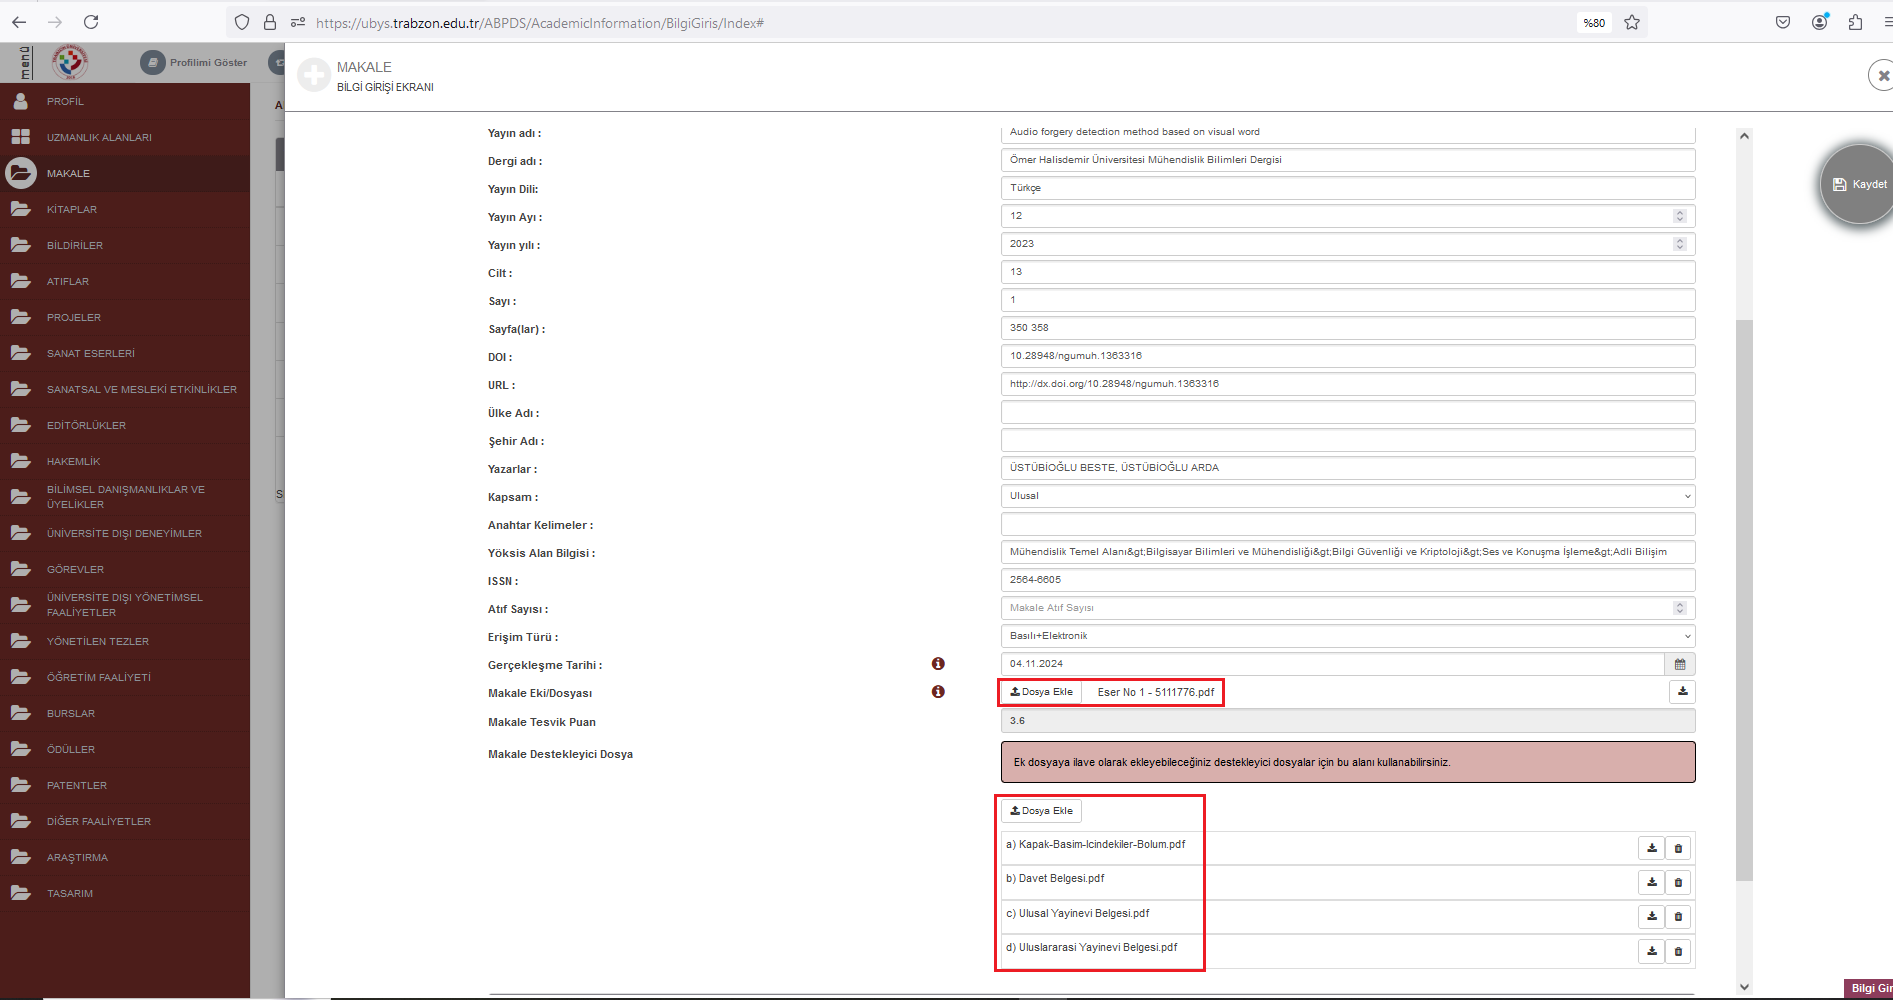 https://ubys.trabzon.edu.tr/ABPDS/AcademicInformation/BilgiGiris/Index#
%80
menü
Profilimi Göster
MAKALE
BİLGİ GİRİŞİ EKRANI
PROFİL
UZMANLIK ALANLARI
MAKALE
KİTAPLAR
BİLDİRİLER
ATIFLAR
PROJELER
SANAT ESERLERİ
SANATSAL VE MESLEKİ ETKİNLİKLER
EDİTÖRLÜKLER
HAKEMLİK
BİLİMSEL DANIŞMANLIKLAR VE
ÜYELİKLER
ÜNİVERSİTE DIŞI DENEYİMLER
GÖREVLER
ÜNİVERSİTE DIŞI YÖNETİMSEL
FAALİYETLER
YÖNETİLEN TEZLER
ÖĞRETİM FAALİYETİ
BURSLAR
ÖDÜLLER
PATENTLER
DİĞER FAALİYETLER
ARAŞTIRMA
TASARIM
A
S
Yayın adı : Audio forgery detection method based on visual word
Dergi adı : Ömer Halisdemir Üniversitesi Mühendislik Bilimleri Dergisi
Yayın Dili: Türkçe
Yayın Ayı : 12
Yayın yılı : 2023
Cilt : 13
Sayı : 1
Sayfa(lar) : 350 358
DOI : 10.28948/ngumuh.1363316
URL : http://dx.doi.org/10.28948/ngumuh.1363316
Ülke Adı :
Şehir Adı :
Yazarlar : ÜSTÜBİOĞLU BESTE, ÜSTÜBİOĞLU ARDA
Kapsam : Ulusal
Anahtar Kelimeler :
Yöksis Alan Bilgisi : Mühendislik Temel Alanı&gt;Bilgisayar Bilimleri ve Mühendisliği&gt;Bilgi Güvenliği ve Kriptoloji&gt;Ses ve Konuşma İşleme&gt;Adli Bilişim
ISSN : 2564-6605
Atıf Sayısı : Makale Atıf Sayısı
Erişim Türü : Basılı+Elektronik
Gerçekleşme Tarihi : 04.11.2024
Makale Eki/Dosyası Dosya Ekle Eser No 1 - 5111776.pdf
Makale Tesvik Puan 3.6
Makale Destekleyici Dosya Ek dosyaya ilave olarak ekleyebileceğiniz destekleyici dosyalar için bu alanı kullanabilirsiniz.
Dosya Ekle
a) Kapak-Basim-Icindekiler-Bolum.pdf
b) Davet Belgesi.pdf
c) Ulusal Yayinevi Belgesi.pdf
d) Uluslararasi Yayinevi Belgesi.pdf
Kaydet
Bilgi Gir